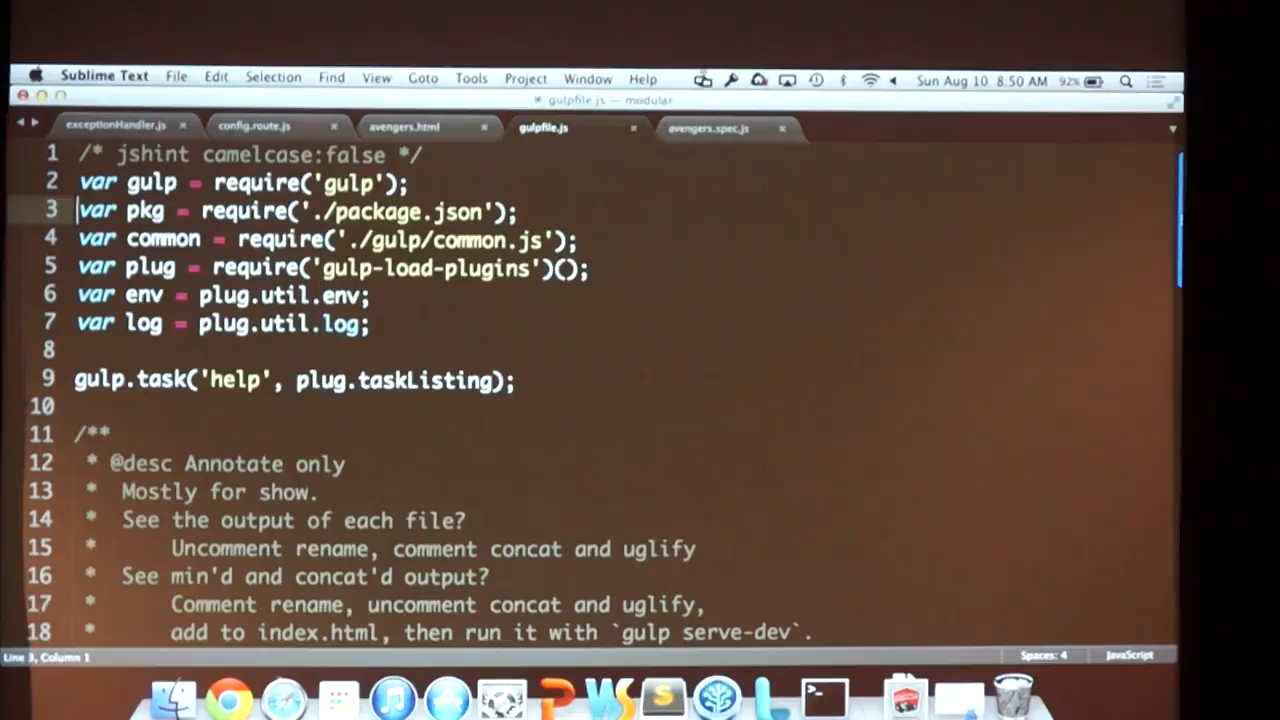 Sublime Text File Edit Selection Find View Goto Tools Project Window Help Sun Aug 10 8:50 AM 92%
gulpfile.js — modular
exceptionHandler.js config.route.js avengers.html gulpfile.js avengers.spec.js
1 /* jshint camelcase:false */
2 var gulp = require('gulp');
3 var pkg = require('./package.json');
4 var common = require('./gulp/common.js');
5 var plug = require('gulp-load-plugins')();
6 var env = plug.util.env;
7 var log = plug.util.log;
8
9 gulp.task('help', plug.taskListing);
10
11 /**
12 * @desc Annotate only
13 * Mostly for show.
14 * See the output of each file?
15 * Uncomment rename, comment concat and uglify
16 * See min'd and concat'd output?
17 * Comment rename, uncomment concat and uglify,
18 * add to index.html, then run it with `gulp serve-dev`.
Line 3, Column 1 Spaces: 4 JavaScript